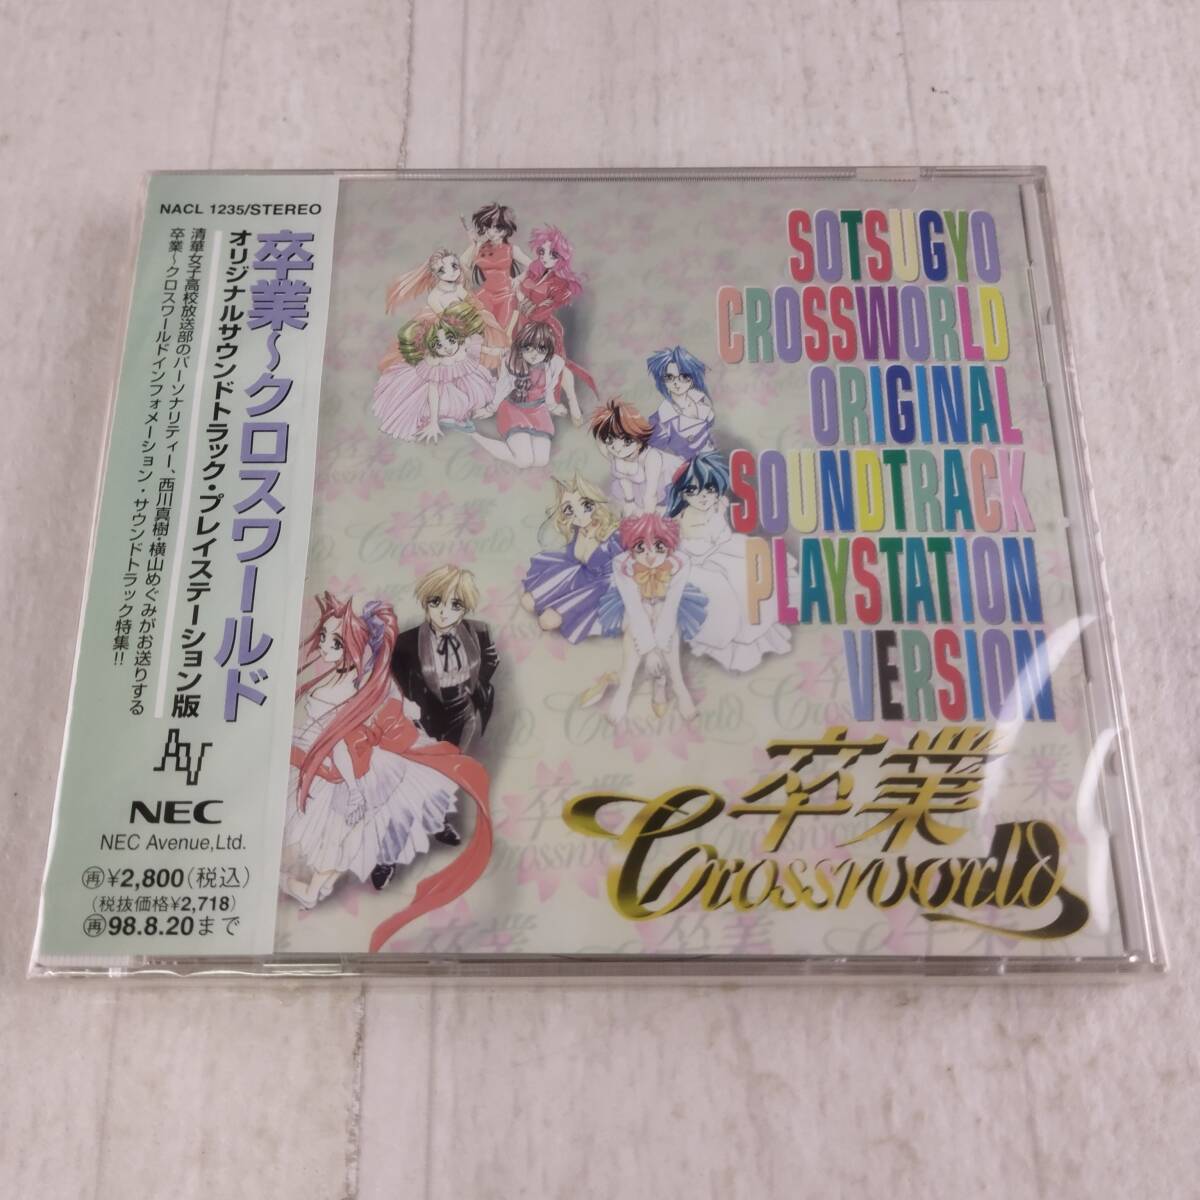 NACL 1235/STEREO
卒業〜クロスワールド
オリジナルサウンドトラック・プレイステーション版
清華女子高校放送部のパーソナリティー、西川真樹・横山めぐみがお送りする
卒業〜クロスワールドインフォメーション・サウンドトラック特集!!
NEC
NEC Avenue,Ltd.
再¥2,800(税込)
(税抜価格¥2,718)
再98.8.20まで
SOTSUGYO
CROSSWORLD
ORIGINAL
SOUNDTRACK
PLAYSTATION
VERSION
卒業
Crossworld